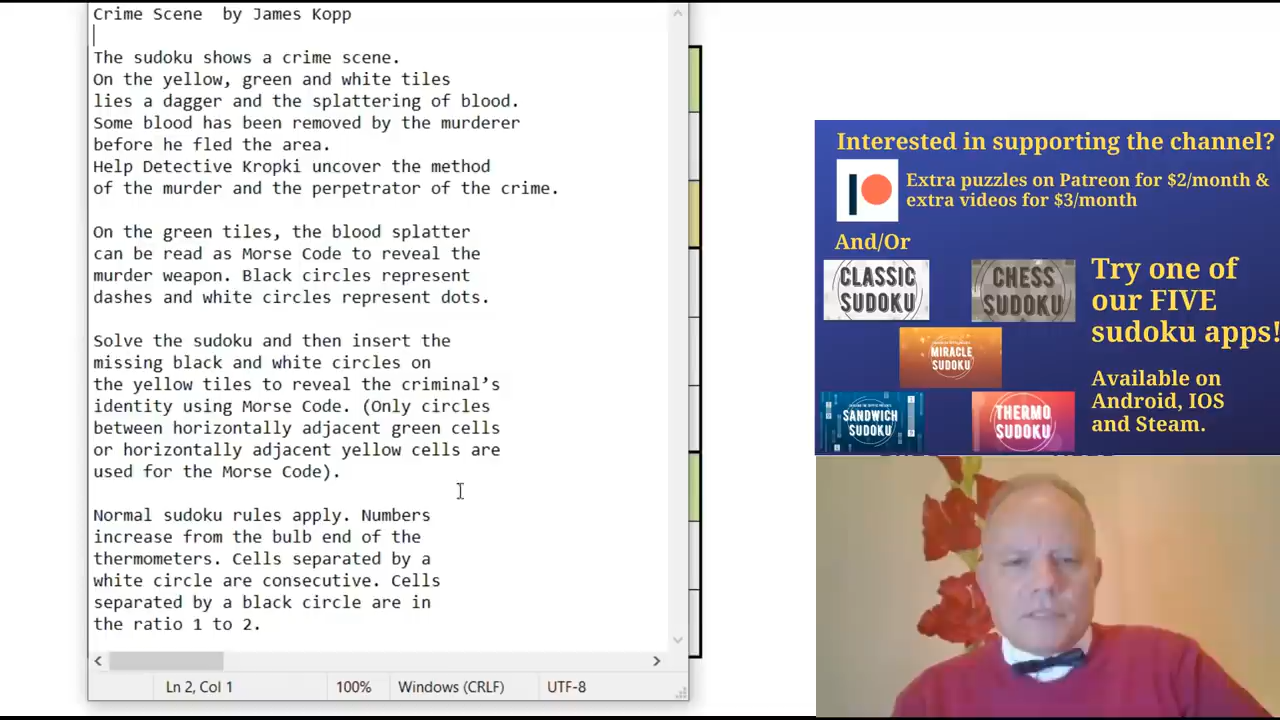 Crime Scene  by James Kopp
The sudoku shows a crime scene.
On the yellow, green and white tiles
lies a dagger and the splattering of blood.
Some blood has been removed by the murderer
before he fled the area.
Help Detective Kropki uncover the method
of the murder and the perpetrator of the crime.
On the green tiles, the blood splatter
can be read as Morse Code to reveal the
murder weapon. Black circles represent
dashes and white circles represent dots.
Solve the sudoku and then insert the
missing black and white circles on
the yellow tiles to reveal the criminal’s
identity using Morse Code. (Only circles
between horizontally adjacent green cells
or horizontally adjacent yellow cells are
used for the Morse Code).
Normal sudoku rules apply. Numbers
increase from the bulb end of the
thermometers. Cells separated by a
white circle are consecutive. Cells
separated by a black circle are in
the ratio 1 to 2.
Ln 2, Col 1
100%
Windows (CRLF)
UTF-8
Interested in supporting the channel?
Extra puzzles on Patreon for $2/month &
extra videos for $3/month
And/Or
CLASSIC
SUDOKU
CHESS
SUDOKU
MIRACLE
SUDOKU
SANDWICH
SUDOKU
THERMO
SUDOKU
Try one of
our FIVE
sudoku apps!
Available on
Android, IOS
and Steam.